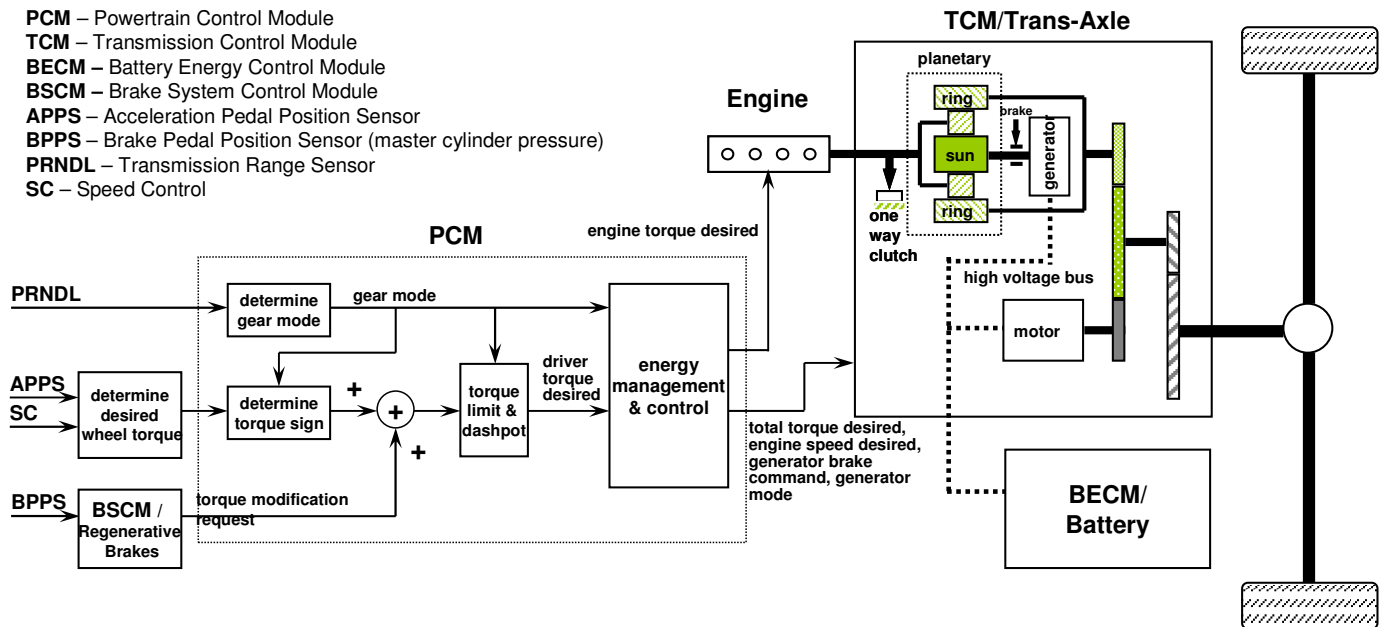 PCM – Powertrain Control Module
TCM – Transmission Control Module
BECM – Battery Energy Control Module
BSCM – Brake System Control Module
APPS – Acceleration Pedal Position Sensor
BPPS – Brake Pedal Position Sensor (master cylinder pressure)
PRNDL – Transmission Range Sensor
SC – Speed Control
TCM/Trans-Axle
planetary
Engine
ring
brake
sun
generator
ring
one
way
clutch
engine torque desired
high voltage bus
motor
PCM
PRNDL
determine
gear mode
gear mode
APPS
SC
determine
desired
wheel torque
determine
torque sign
+
+
+
torque
limit &
dashpot
driver
torque
desired
energy
management
& control
total torque desired,
engine speed desired,
generator brake
command, generator
mode
BPPS
BSCM /
Regenerative
Brakes
torque modification
request
BECM/
Battery